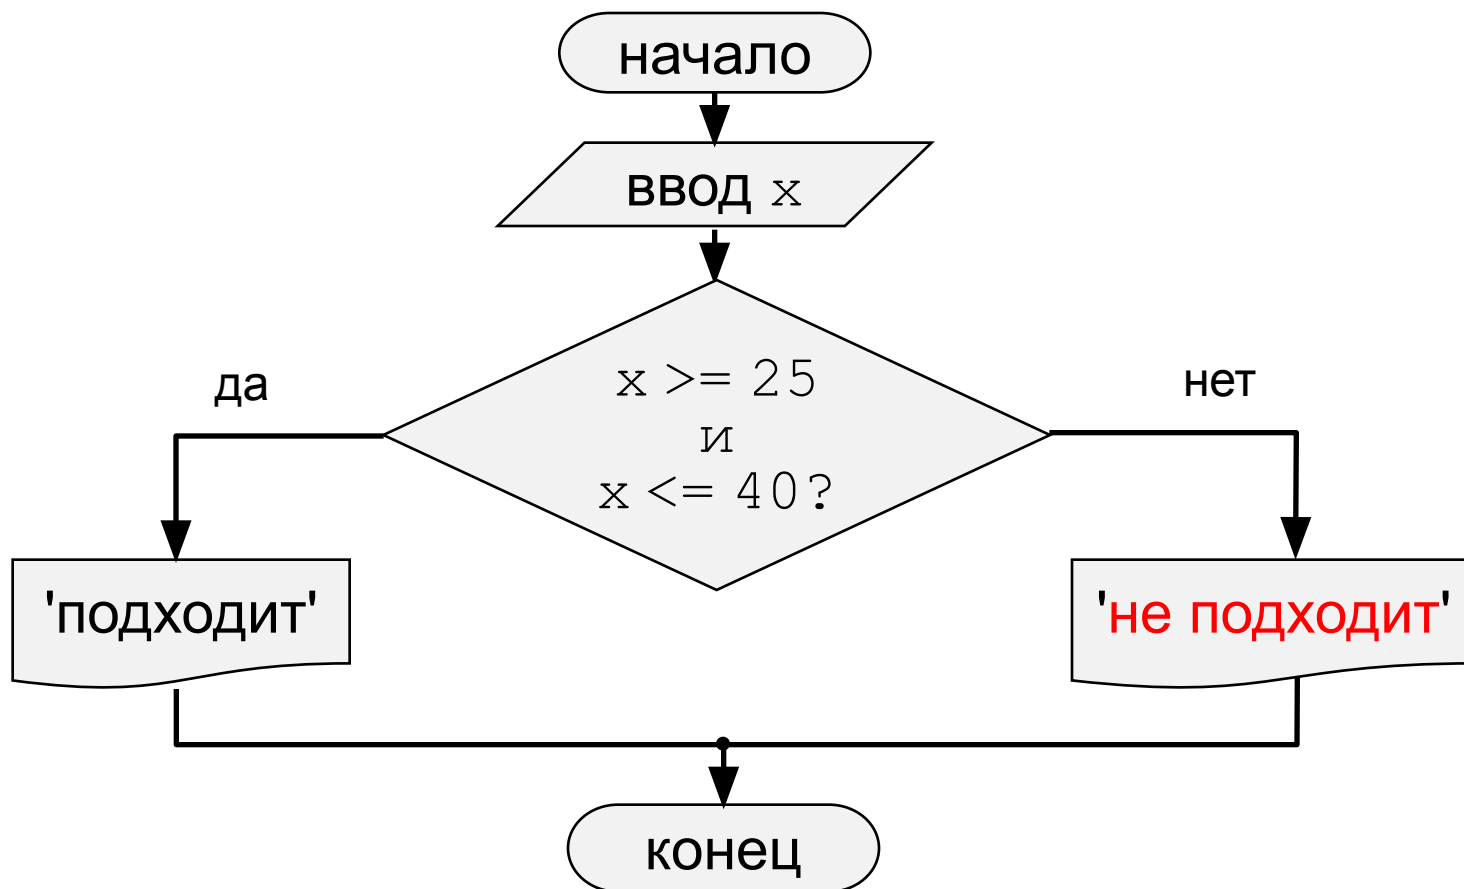 начало
ввод x
да
нет
x >= 25
и
x <= 40?
'подходит'
'не подходит'
конец